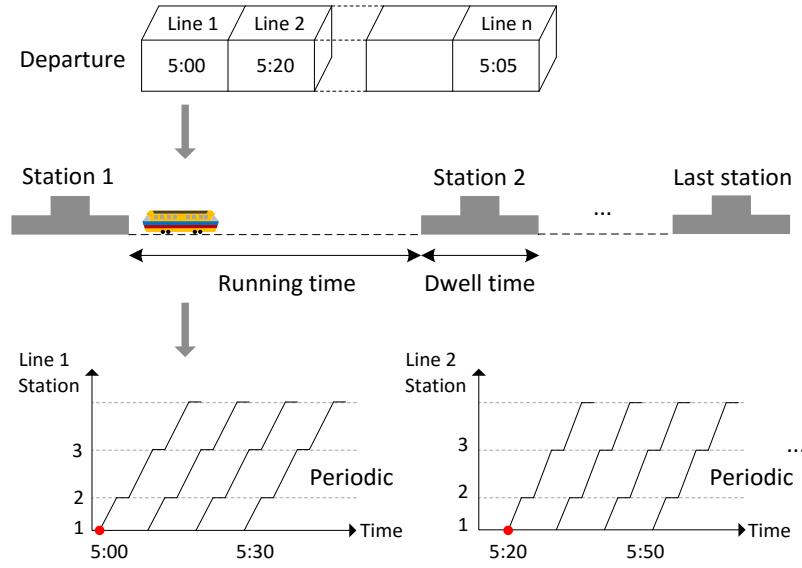 Line 1 Line 2 Line n
Departure 5:00 5:20 5:05
Station 1 Station 2 Last station
...
Running time Dwell time
Line 1 Line 2
Station Station
3 3
Periodic Periodic ...
2 2
1 Time 1 Time
5:00 5:30 5:20 5:50